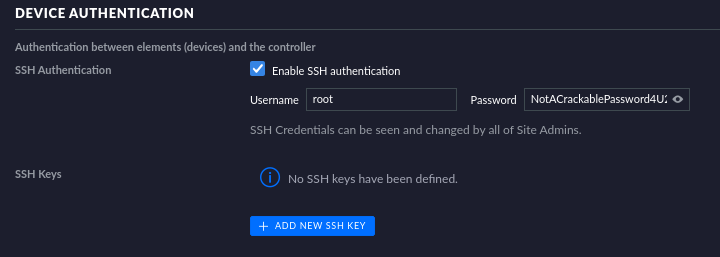 DEVICE AUTHENTICATION
Authentication between elements (devices) and the controller
SSH Authentication
Enable SSH authentication
Username root Password NotACrackablePassword4U2
SSH Credentials can be seen and changed by all of Site Admins.
SSH Keys
No SSH keys have been defined.
+ ADD NEW SSH KEY